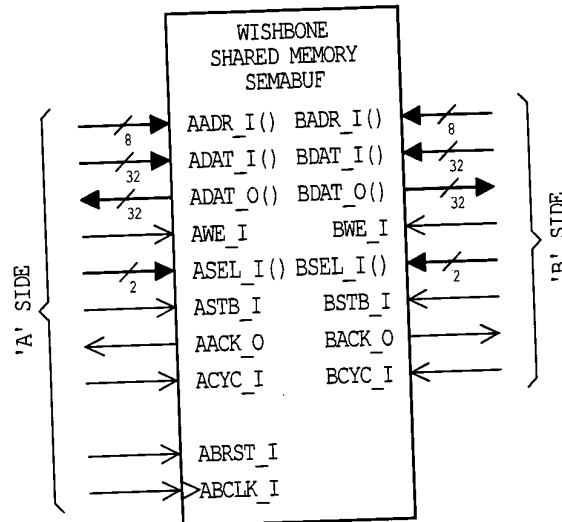 WISHBONE
SHARED MEMORY
SEMABUF
AADR_I() BADR_I()
8 8
ADAT_I() BDAT_I()
32 32
ADAT_O() BDAT_O()
32 32
AWE_I BWE_I
ASEL_I() BSEL_I()
2 2
ASTB_I BSTB_I
AACK_O BACK_O
ACYC_I BCYC_I
ABRST_I
ABCLK_I
'A' SIDE
'B' SIDE